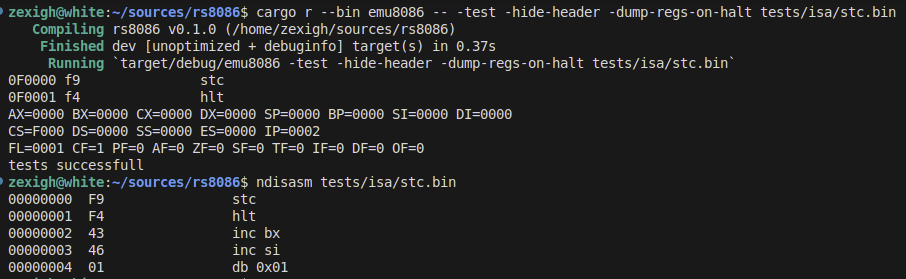 zexigh@white:~/sources/rs8086$ cargo r --bin emu8086 -- -test -hide-header -dump-regs-on-halt tests/isa/stc.bin
   Compiling rs8086 v0.1.0 (/home/zexigh/sources/rs8086)
    Finished dev [unoptimized + debuginfo] target(s) in 0.37s
     Running `target/debug/emu8086 -test -hide-header -dump-regs-on-halt tests/isa/stc.bin`
0F0000 f9               stc
0F0001 f4               hlt
AX=0000 BX=0000 CX=0000 DX=0000 SP=0000 BP=0000 SI=0000 DI=0000
CS=F000 DS=0000 SS=0000 ES=0000 IP=0002
FL=0001 CF=1 PF=0 AF=0 ZF=0 SF=0 TF=0 IF=0 DF=0 OF=0
tests successfull
zexigh@white:~/sources/rs8086$ ndisasm tests/isa/stc.bin
00000000  F9                stc
00000001  F4                hlt
00000002  43                inc bx
00000003  46                inc si
00000004  01                db 0x01